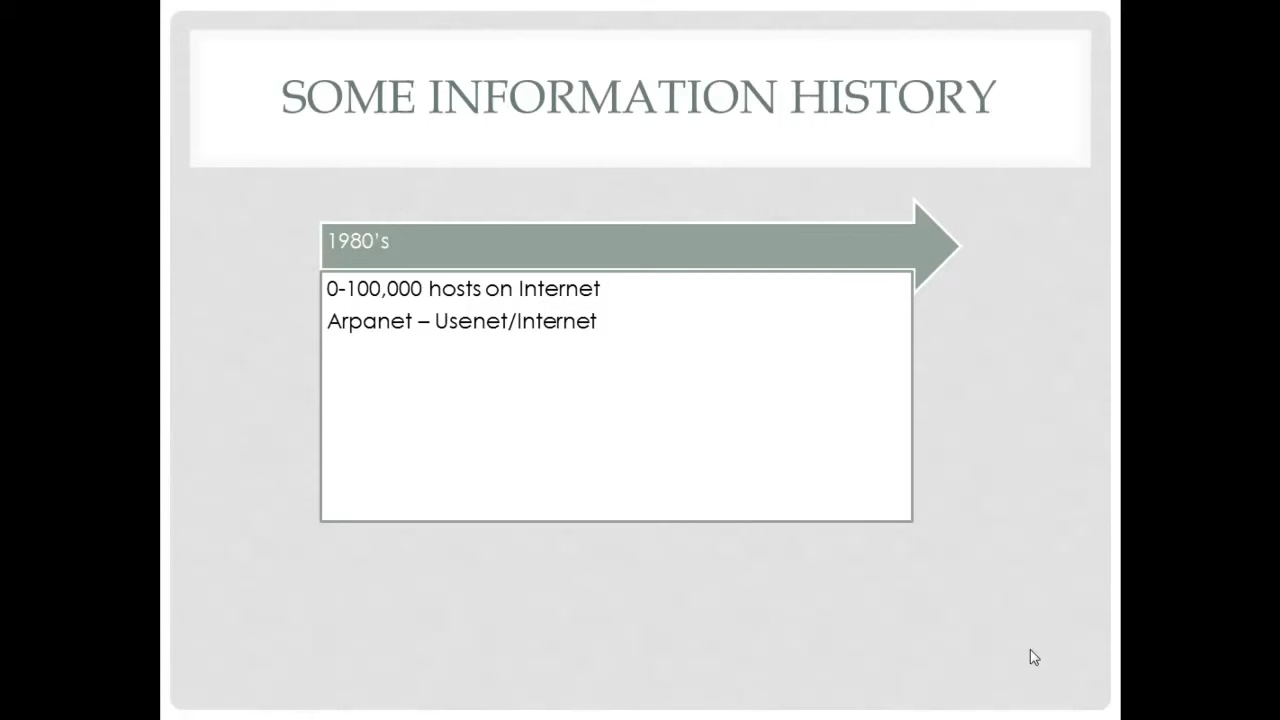 SOME INFORMATION HISTORY
1980's
0-100,000 hosts on Internet
Arpanet – Usenet/Internet